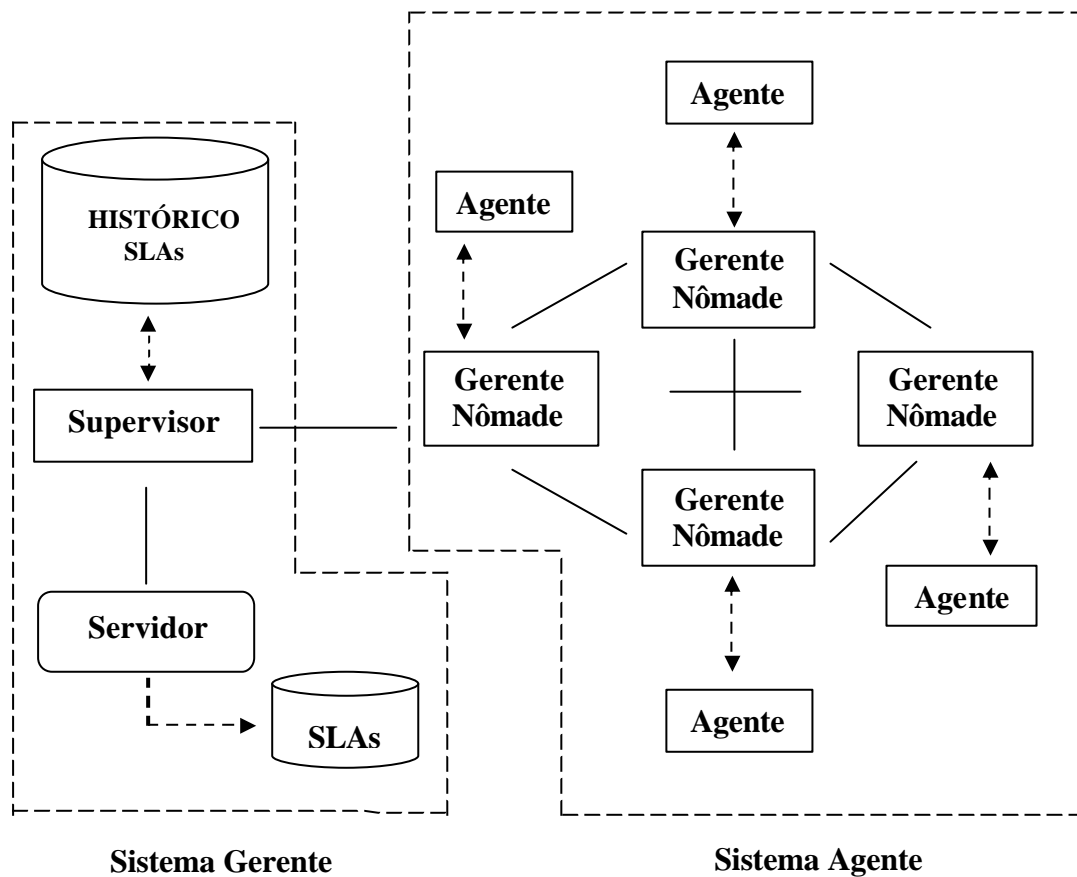 HISTÓRICO
SLAs
Supervisor
Servidor
SLAs
Sistema Gerente
Agente
Agente
Gerente
Nômade
Gerente
Nômade
Gerente
Nômade
Gerente
Nômade
Agente
Agente
Sistema Agente